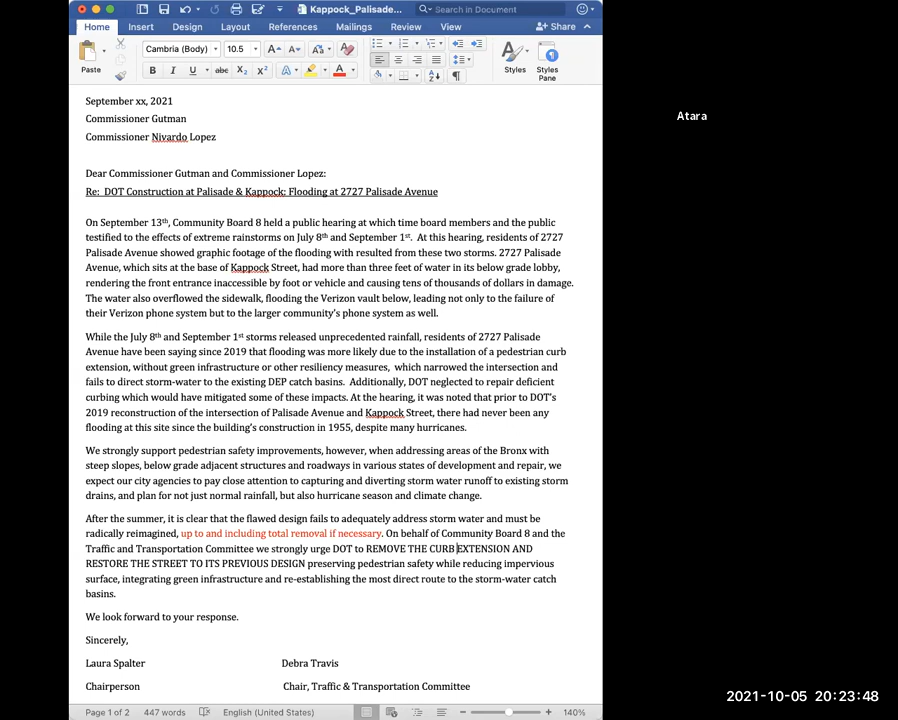 Kappock_Palisade...
Search in Document
Home Insert Design Layout References Mailings Review View Share
Cambria (Body) 10.5
Paste
Styles Styles Pane
September xx, 2021
Commissioner Gutman
Commissioner Nivardo Lopez
Dear Commissioner Gutman and Commissioner Lopez:
Re: DOT Construction at Palisade & Kappock: Flooding at 2727 Palisade Avenue
On September 13th, Community Board 8 held a public hearing at which time board members and the public
testified to the effects of extreme rainstorms on July 8th and September 1st. At this hearing, residents of 2727
Palisade Avenue showed graphic footage of the flooding with resulted from these two storms. 2727 Palisade
Avenue, which sits at the base of Kappock Street, had more than three feet of water in its below grade lobby,
rendering the front entrance inaccessible by foot or vehicle and causing tens of thousands of dollars in damage.
The water also overflowed the sidewalk, flooding the Verizon vault below, leading not only to the failure of
their Verizon phone system but to the larger community's phone system as well.
While the July 8th and September 1st storms released unprecedented rainfall, residents of 2727 Palisade
Avenue have been saying since 2019 that flooding was more likely due to the installation of a pedestrian curb
extension, without green infrastructure or other resiliency measures, which narrowed the intersection and
fails to direct storm-water to the existing DEP catch basins. Additionally, DOT neglected to repair deficient
curbing which would have mitigated some of these impacts. At the hearing, it was noted that prior to DOT's
2019 reconstruction of the intersection of Palisade Avenue and Kappock Street, there had never been any
flooding at this site since the building's construction in 1955, despite many hurricanes.
We strongly support pedestrian safety improvements, however, when addressing areas of the Bronx with
steep slopes, below grade adjacent structures and roadways in various states of development and repair, we
expect our city agencies to pay close attention to capturing and diverting storm water runoff to existing storm
drains, and plan for not just normal rainfall, but also hurricane season and climate change.
After the summer, it is clear that the flawed design fails to adequately address storm water and must be
radically reimagined, up to and including total removal if necessary. On behalf of Community Board 8 and the
Traffic and Transportation Committee we strongly urge DOT to REMOVE THE CURB EXTENSION AND
RESTORE THE STREET TO ITS PREVIOUS DESIGN preserving pedestrian safety while reducing impervious
surface, integrating green infrastructure and re-establishing the most direct route to the storm-water catch
basins.
We look forward to your response.
Sincerely,
Laura Spalter Debra Travis
Chairperson Chair, Traffic & Transportation Committee
Page 1 of 2 447 words English (United States) 140%
Atara
2021-10-05 20:23:48